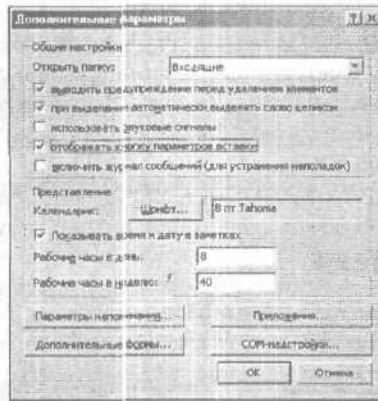 Дополнительные параметры
Общие настройки
Открыть папку: Входящие
выводить предупреждение перед удалением элементов
при выделении автоматически выделять слово целиком
использовать звуковые сигналы
отображать кнопку параметров вставки
включить журнал сообщений (для устранения неполадок)
Представление
Календарик: Шрифт... 8 пт Tahoma
Показывать время и дату в заметках
Рабочие часы в день: 8
Рабочие часы в неделю: 40
Параметры напоминания... Приложения...
Дополнительные формы... COM-надстройки...
OK Отмена